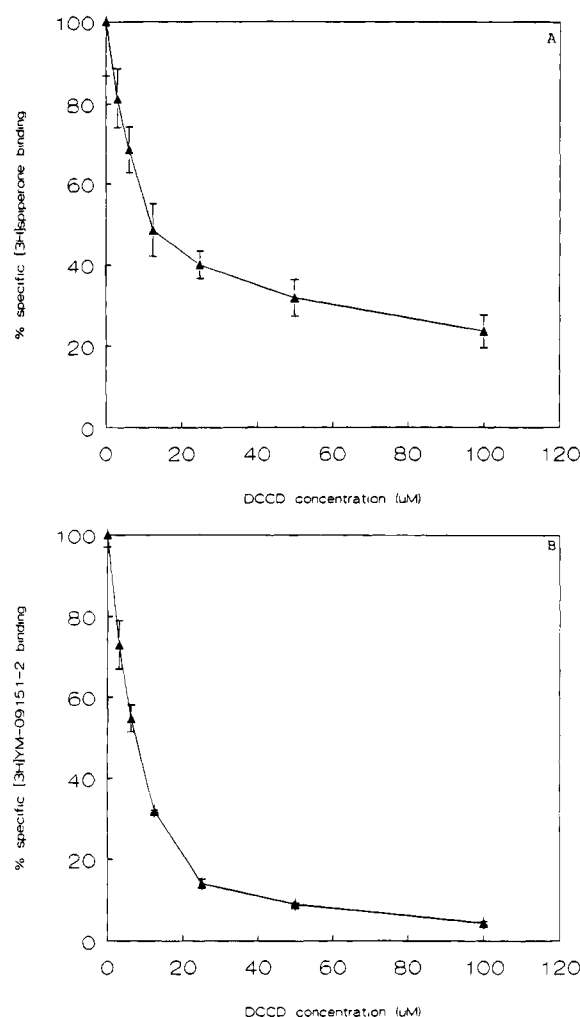 A
100
80
60
40
20
0
% specific [3H]spiperone binding
0 20 40 60 80 100 120
DCCD concentration (uM)
B
100
80
60
40
20
0
% specific [3H]YM-09151-2 binding
0 20 40 60 80 100 120
DCCD concentration (uM)